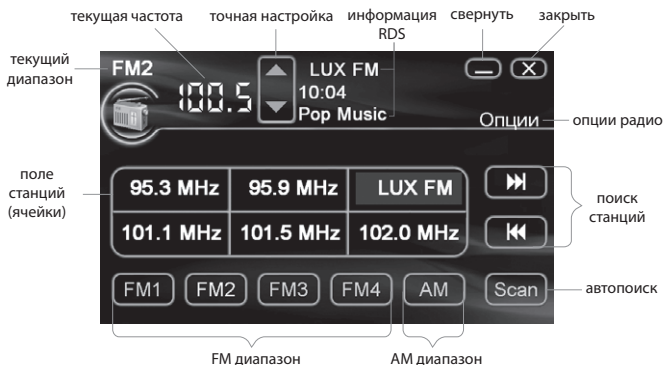 текущая частота
точная настройка
информация
RDS
свернуть
закрыть
текущий
диапазон
FM2
100.5
LUX FM
10:04
Pop Music
Опции
опции радио
поле
станций
(ячейки)
95.3 MHz
95.9 MHz
LUX FM
101.1 MHz
101.5 MHz
102.0 MHz
поиск
станций
FM1
FM2
FM3
FM4
AM
Scan
автопоиск
FM диапазон
AM диапазон